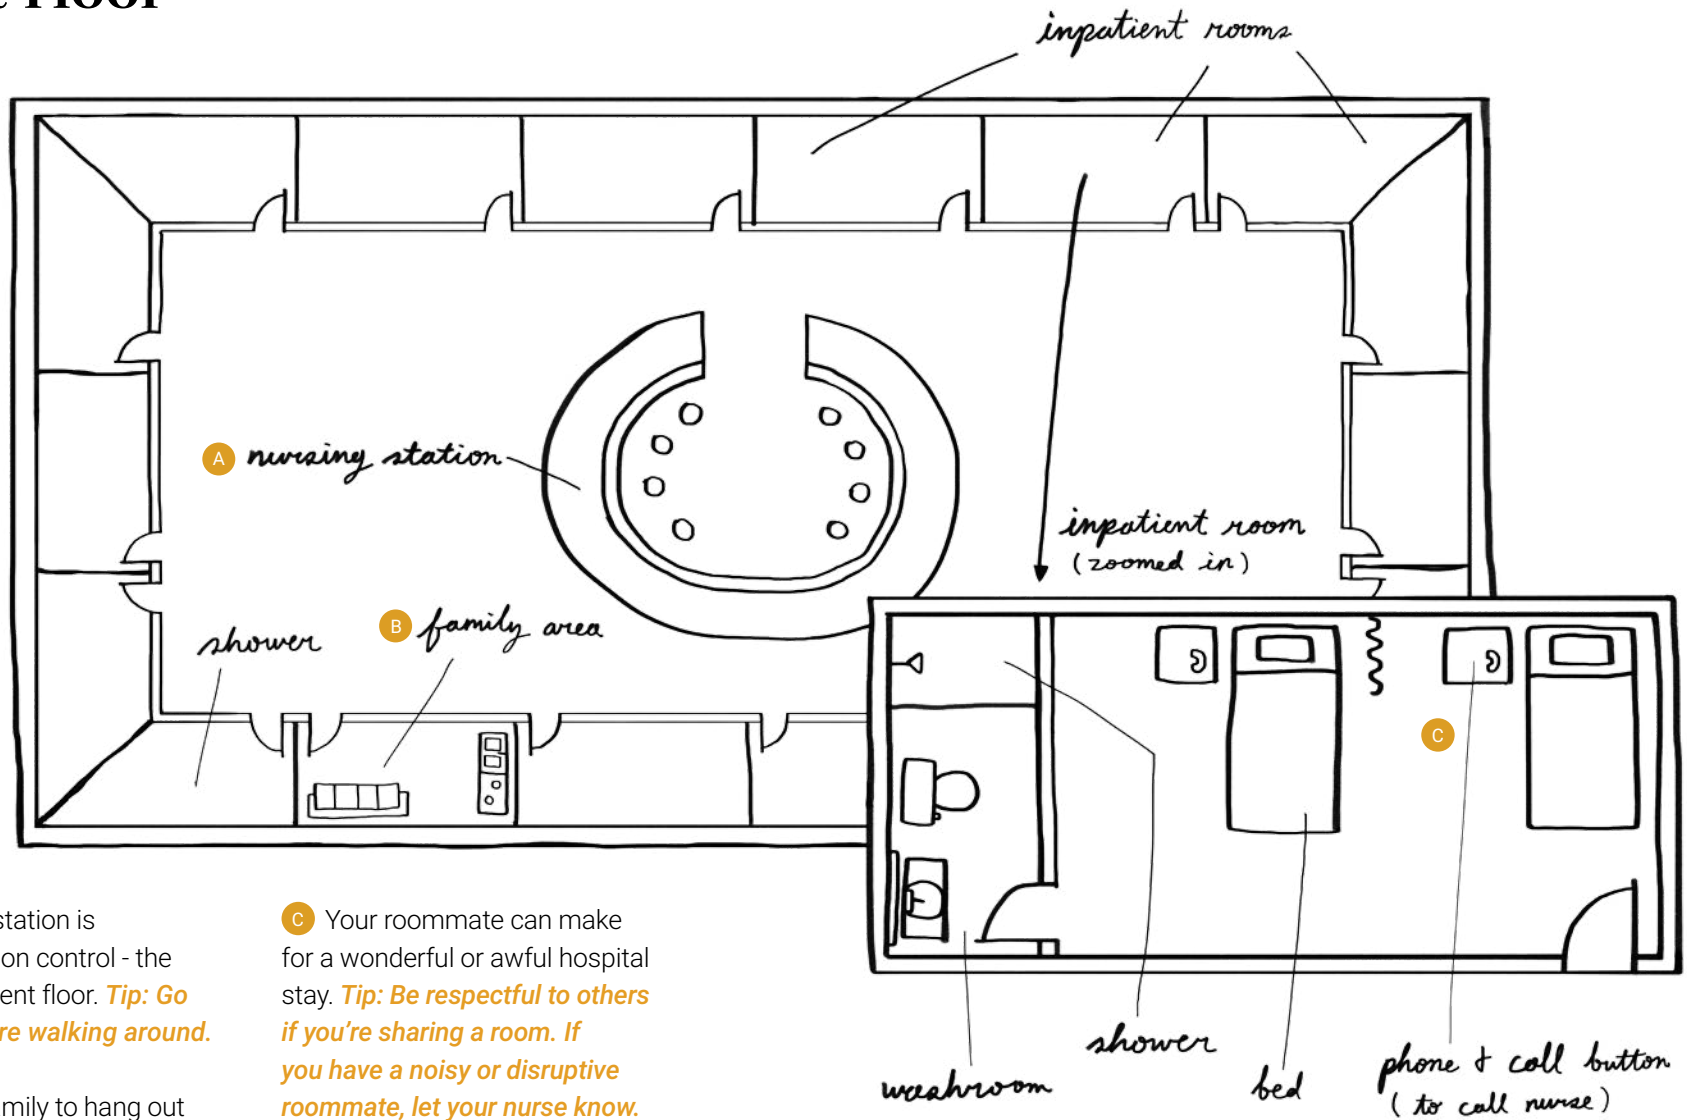 Floor
inpatient rooms
A nursing station
inpatient room
(zoomed in)
B family area
shower
C
station is
on control - the
ent floor. Tip: Go
re walking around.
mily to hang out
C Your roommate can make
for a wonderful or awful hospital
stay. Tip: Be respectful to others
if you're sharing a room. If
you have a noisy or disruptive
roommate, let your nurse know.
washroom
shower
bed
phone & call button
(to call nurse)